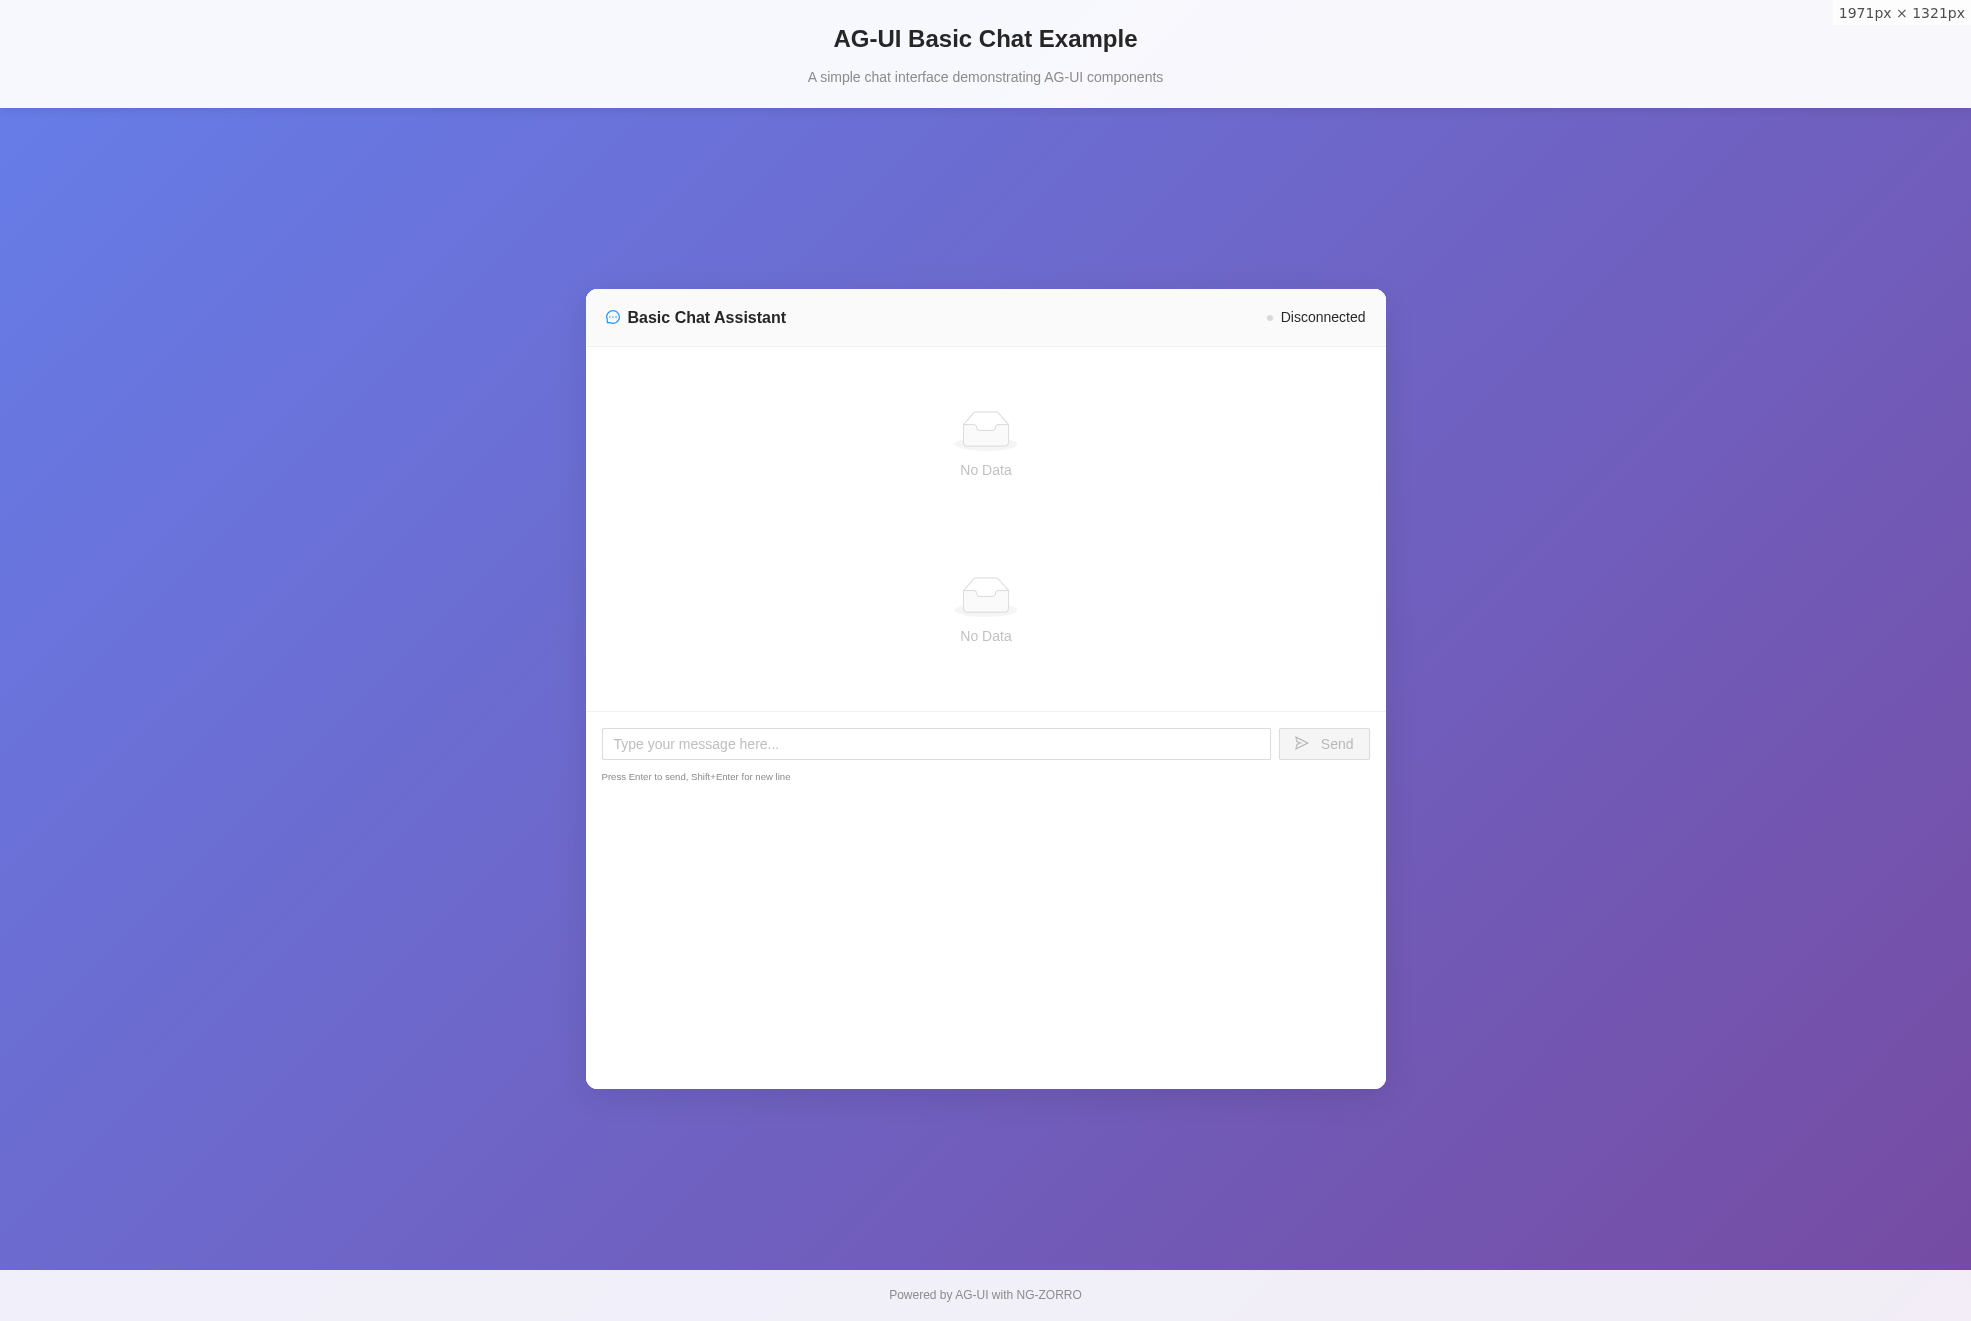 1971px × 1321px
AG-UI Basic Chat Example
A simple chat interface demonstrating AG-UI components
Basic Chat Assistant
Disconnected
No Data
No Data
Type your message here...
Send
Press Enter to send, Shift+Enter for new line
Powered by AG-UI with NG-ZORRO